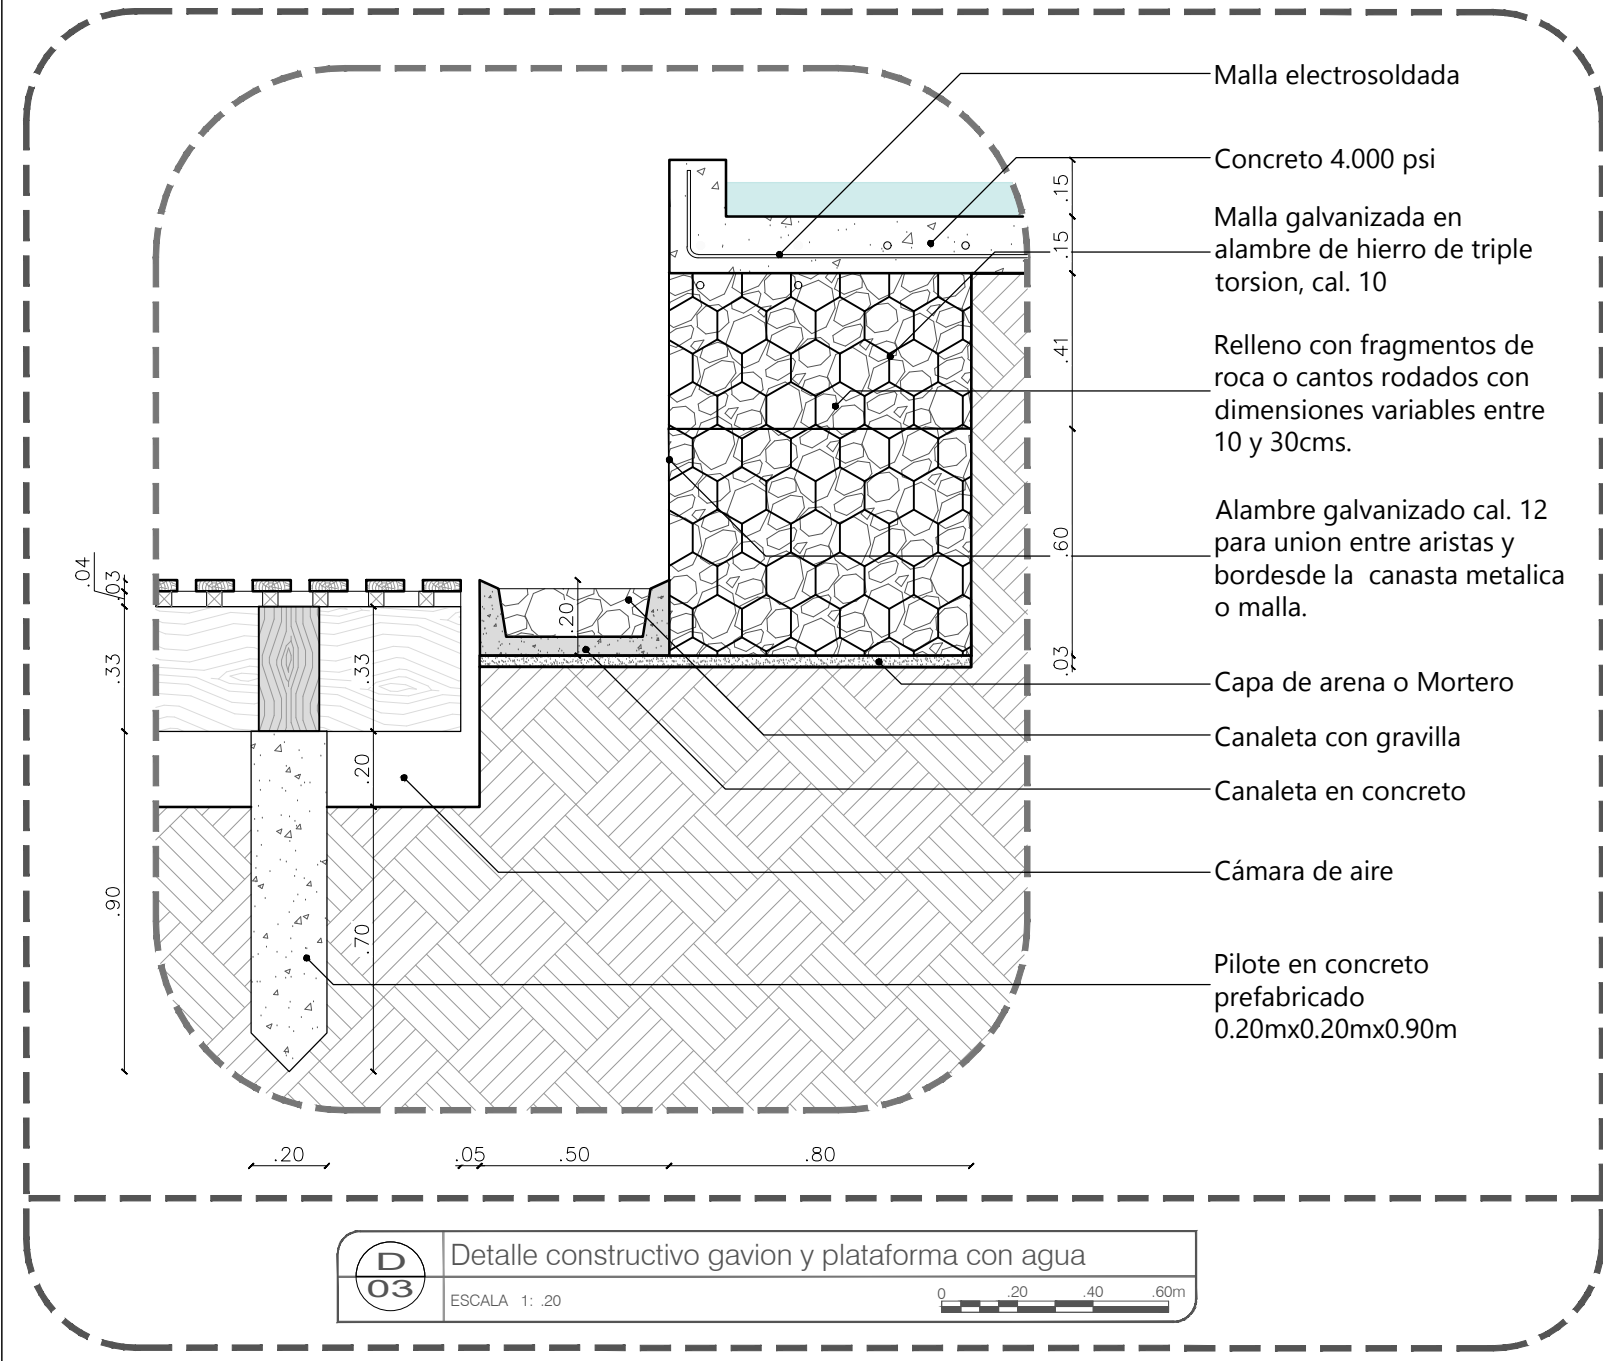 Malla electrosoldada
Concreto 4.000 psi
Malla galvanizada en
alambre de hierro de triple
torsion, cal. 10
Relleno con fragmentos de
roca o cantos rodados con
dimensiones variables entre
10 y 30cms.
Alambre galvanizado cal. 12
para union entre aristas y
bordesde la  canasta metalica
o malla.
Capa de arena o Mortero
Canaleta con gravilla
Canaleta en concreto
Cámara de aire
Pilote en concreto
prefabricado
0.20mx0.20mx0.90m
.15
.15
.41
.60
.03
.04
.03
.33
.90
.33
.20
.70
.20
.20
.05
.50
.80
D
03
Detalle constructivo gavion y plataforma con agua
ESCALA 1: .20
0 .20 .40 .60m